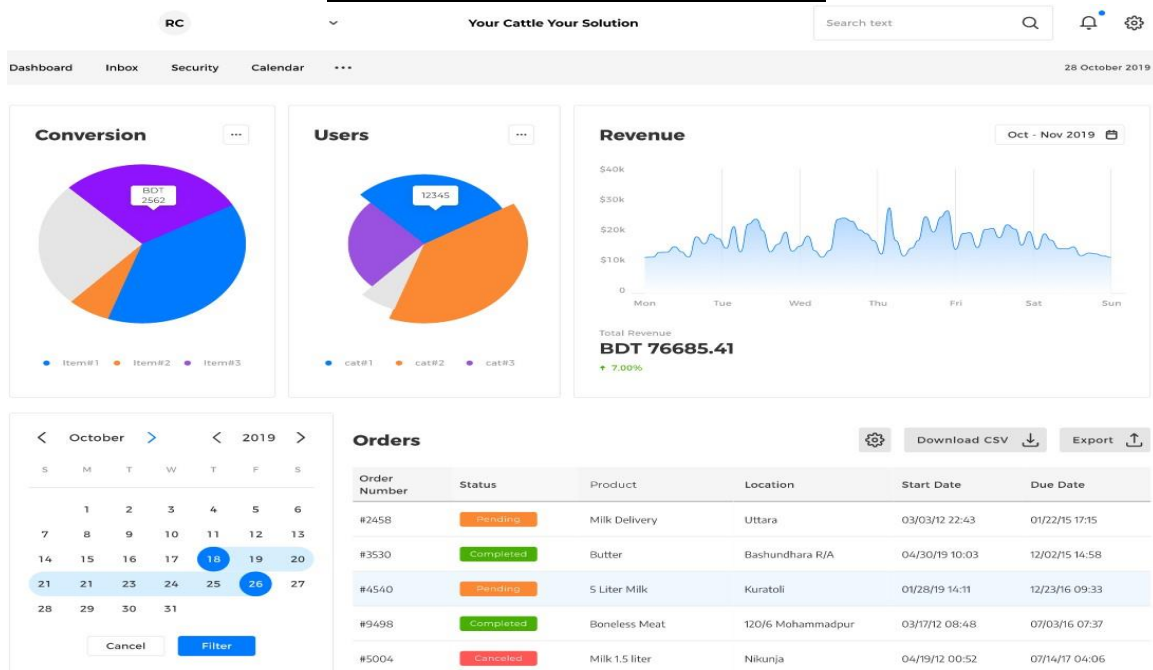 RC Your Cattle Your Solution Search text
Dashboard Inbox Security Calendar ••• 28 October 2019
Conversion ...
BDT
2562
Item#1 Item#2 Item#3
Users ...
12345
cat#1 cat#2 cat#3
Revenue Oct - Nov 2019
$40k
$30k
$20k
$10k
0
Mon Tue Wed Thu Fri Sat Sun
Total Revenue
BDT 76685.41
7.00%
October 2019
S M T W T F S
1 2 3 4 5 6
7 8 9 10 11 12 13
14 15 16 17 18 19 20
21 21 23 24 25 26 27
28 29 30 31
Cancel Filter
Orders Download CSV Export
Order Number Status Product Location Start Date Due Date
#2458 Pending Milk Delivery Uttara 03/03/12 22:43 01/22/15 17:15
#3530 Completed Butter Bashundhara R/A 04/30/19 10:03 12/02/15 14:58
#4540 Pending 5 Liter Milk Kuratoli 01/28/19 14:11 12/23/16 09:33
#9498 Completed Boneless Meat 120/6 Mohammadpur 03/17/12 08:48 07/03/16 07:37
#5004 Canceled Milk 1.5 liter Nikunja 04/19/12 00:52 07/14/17 04:06